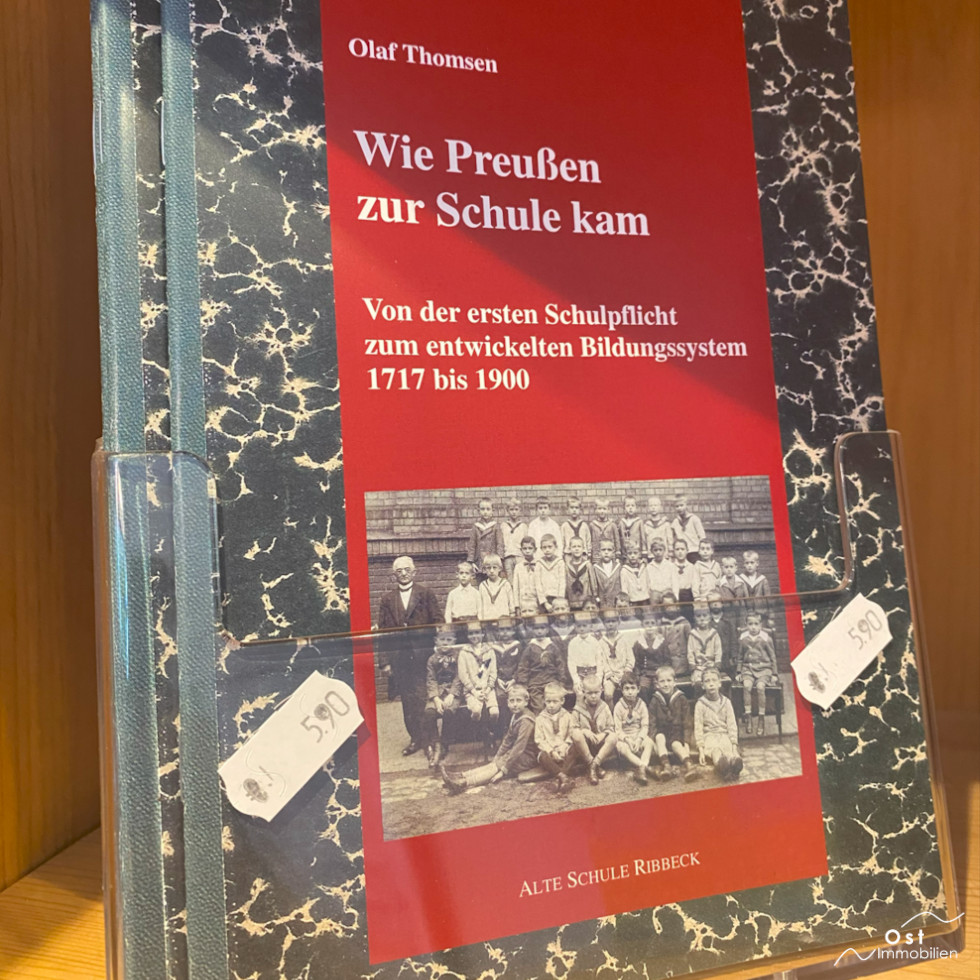 Olaf Thomsen
Wie Preußen
zur Schule kam
Von der ersten Schulpflicht
zum entwickelten Bildungssystem
1717 bis 1900
5.90
5.90
ALTE SCHULE RIBBECK
Ost
Immobilien